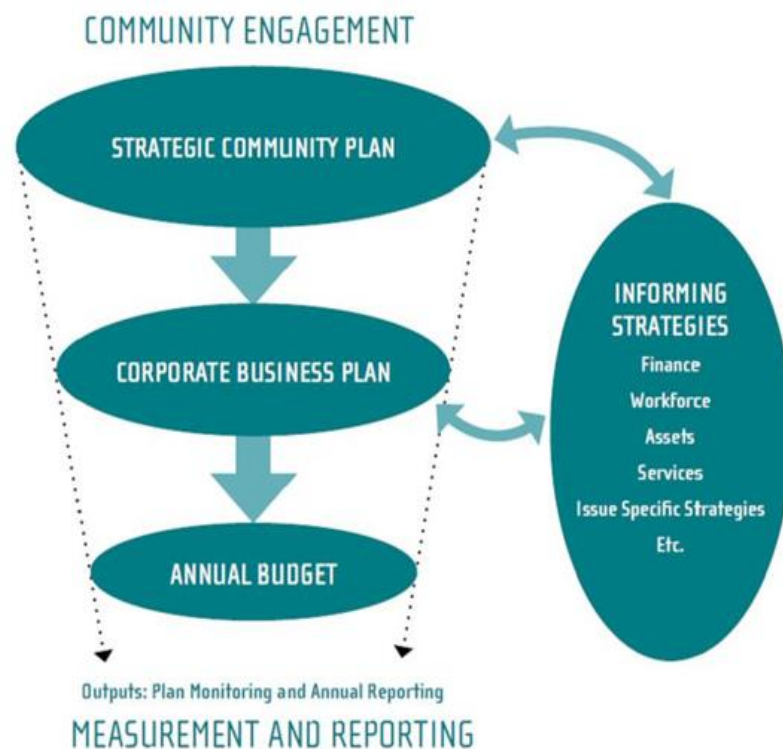 COMMUNITY ENGAGEMENT
STRATEGIC COMMUNITY PLAN
CORPORATE BUSINESS PLAN
ANNUAL BUDGET
INFORMING
STRATEGIES
Finance
Workforce
Assets
Services
Issue Specific Strategies
Etc.
Outputs: Plan Monitoring and Annual Reporting
MEASUREMENT AND REPORTING